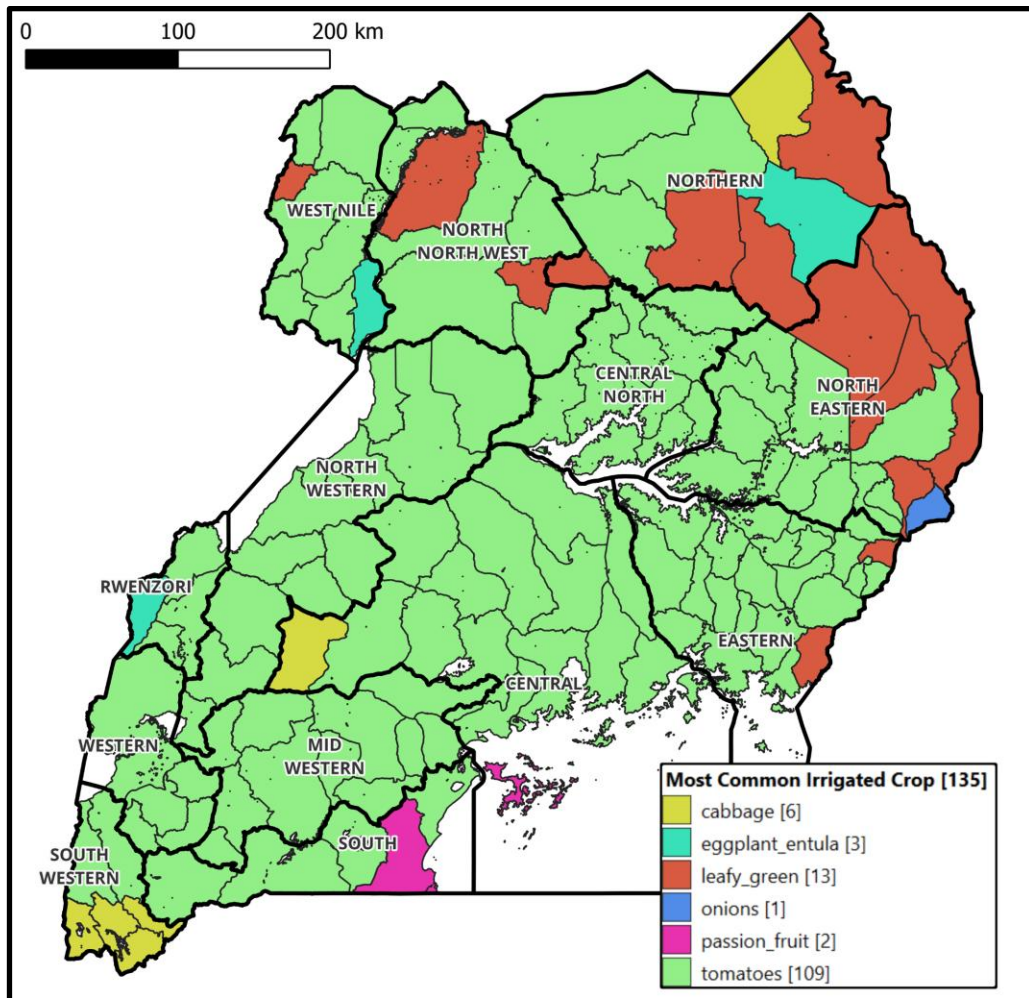 0 100 200 km
NORTHERN
WEST NILE
NORTH
NORTH WEST
CENTRAL
NORTH
NORTH
EASTERN
NORTH
WESTERN
RWENZORI
EASTERN
CENTRAL
WESTERN
MID
WESTERN
SOUTH
SOUTH
WESTERN
Most Common Irrigated Crop [135]
cabbage [6]
eggplant_entula [3]
leafy_green [13]
onions [1]
passion_fruit [2]
tomatoes [109]